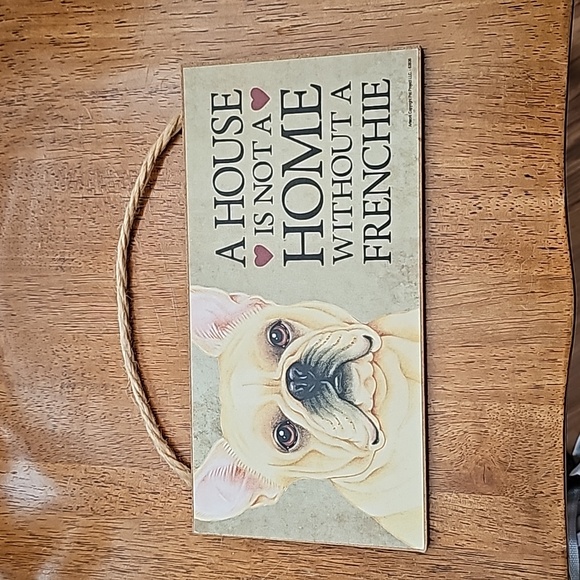 A HOUSE
IS NOT A
HOME
WITHOUT A
FRENCHIE